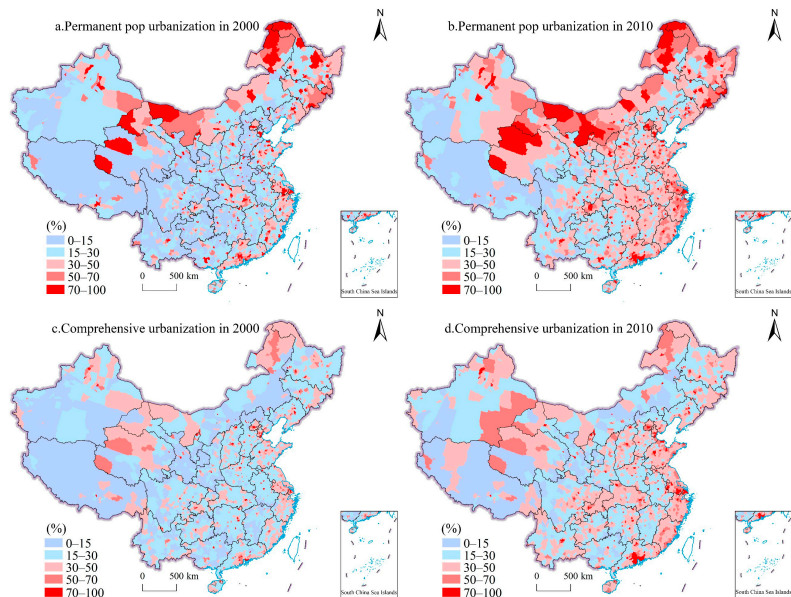 a.Permanent pop urbanization in 2000
N
(%)
0–15
15–30
30–50
50–70
70–100
0 500 km
South China Sea Islands
b.Permanent pop urbanization in 2010
N
(%)
0–15
15–30
30–50
50–70
70–100
0 500 km
South China Sea Islands
c.Comprehensive urbanization in 2000
N
(%)
0–15
15–30
30–50
50–70
70–100
0 500 km
South China Sea Islands
d.Comprehensive urbanization in 2010
N
(%)
0–15
15–30
30–50
50–70
70–100
0 500 km
South China Sea Islands